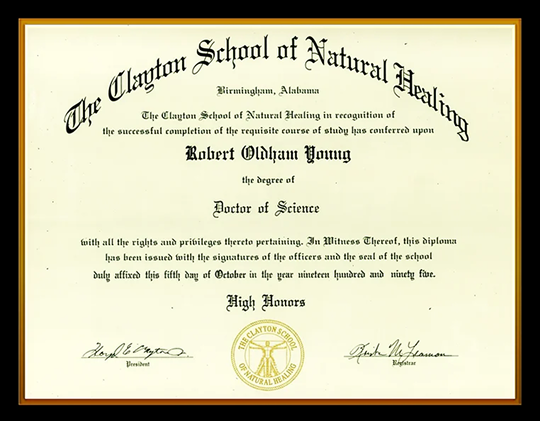 The Clayton School of Natural Healing
Birmingham, Alabama
The Clayton School of Natural Healing in recognition of
the successful completion of the requisite course of study has conferred upon
Robert Oldham Young
the degree of
Doctor of Science
with all the rights and privileges thereto pertaining. In Witness Thereof, this diploma
has been issued with the signatures of the officers and the seal of the school
duly affixed this fifth day of October in the year nineteen hundred and ninety five.
High Honors
THE CLAYTON SCHOOL
OF NATURAL HEALING
President
Registrar